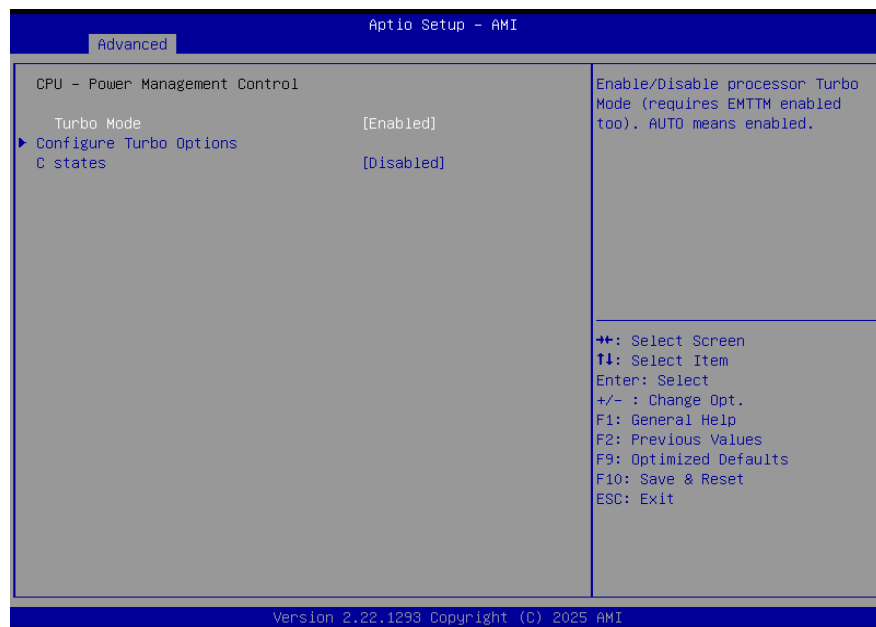 Aptio Setup – AMI
Advanced
CPU – Power Management Control
Turbo Mode [Enabled]
Configure Turbo Options
C states [Disabled]
Enable/Disable processor Turbo
Mode (requires EMTTM enabled
too). AUTO means enabled.
→←: Select Screen
↑↓: Select Item
Enter: Select
+/– : Change Opt.
F1: General Help
F2: Previous Values
F9: Optimized Defaults
F10: Save & Reset
ESC: Exit
Version 2.22.1293 Copyright (C) 2025 AMI